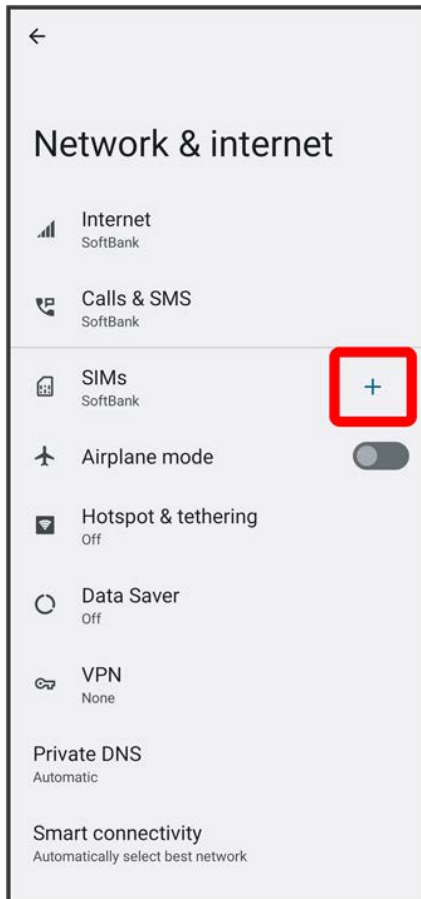 Network & internet
Internet
SoftBank
Calls & SMS
SoftBank
SIMs
SoftBank
Airplane mode
Hotspot & tethering
Off
Data Saver
Off
VPN
None
Private DNS
Automatic
Smart connectivity
Automatically select best network